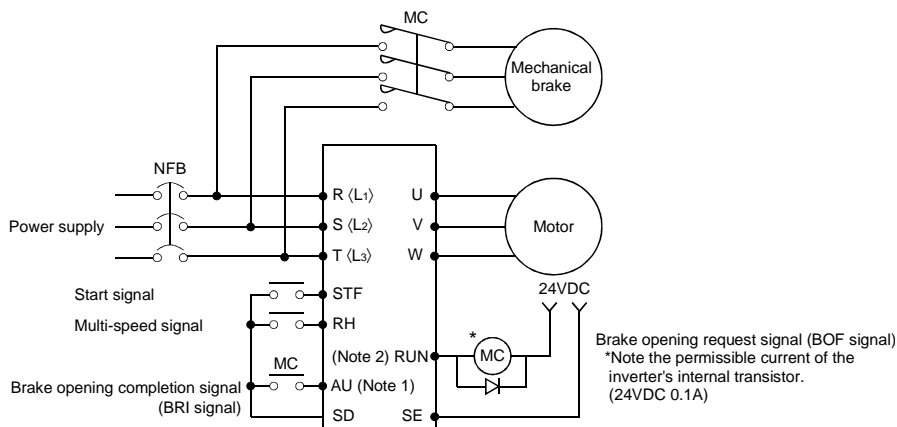 MC
Mechanical
brake
NFB
R〈L1〉 U
Power supply S〈L2〉 V Motor
T〈L3〉 W
24VDC
Start signal STF
Multi-speed signal RH
Brake opening request signal (BOF signal)
*Note the permissible current of the
inverter's internal transistor.
(24VDC 0.1A)
*
(Note 2) RUN MC
MC
Brake opening completion signal AU (Note 1)
(BRI signal)
SD SE